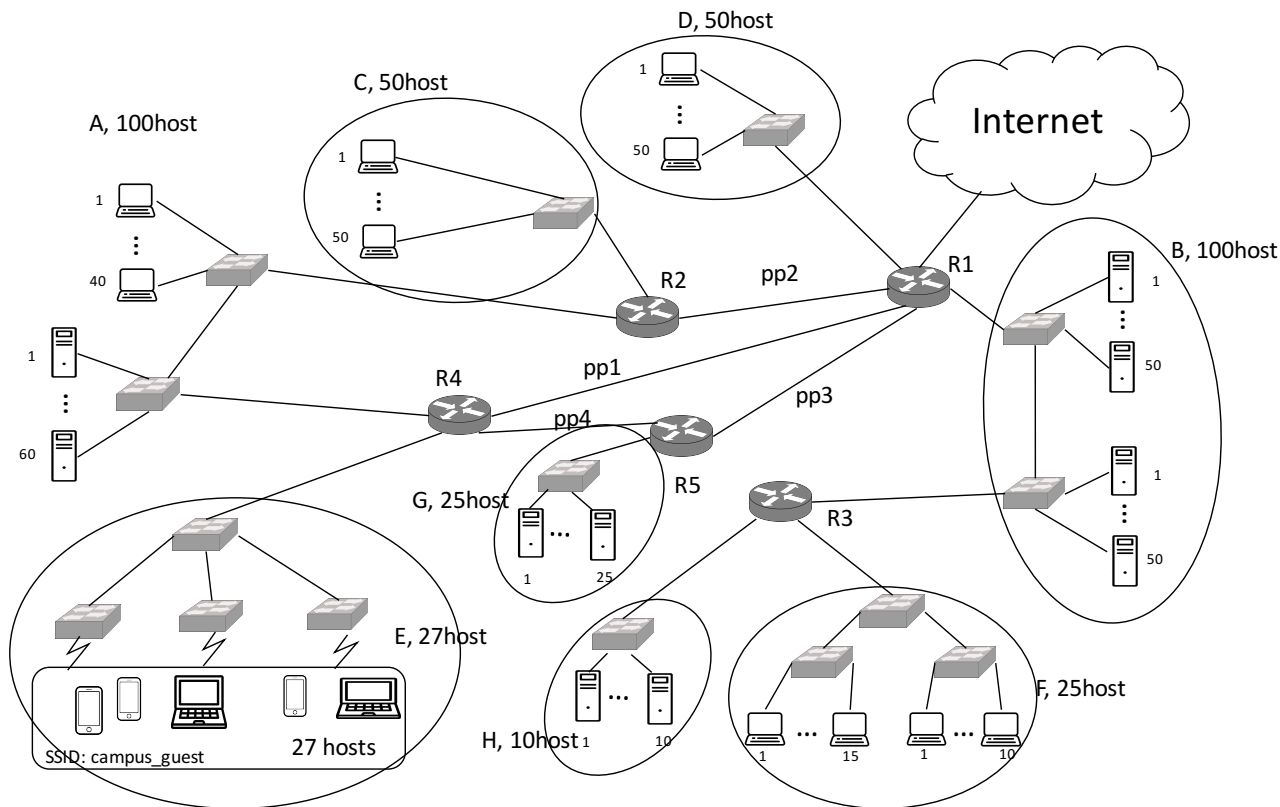 D, 50host
1
⋮
50
C, 50host
1
⋮
50
Internet
A, 100host
1
⋮
40
1
⋮
60
R2
pp2
R1
B, 100host
1
⋮
50
1
⋮
50
R4
pp1
pp3
pp4
R5
G, 25host
1
...
25
R3
E, 27host
27 hosts
SSID: campus_guest
H, 10host
1
...
10
F, 25host
1
...
15
1
...
10